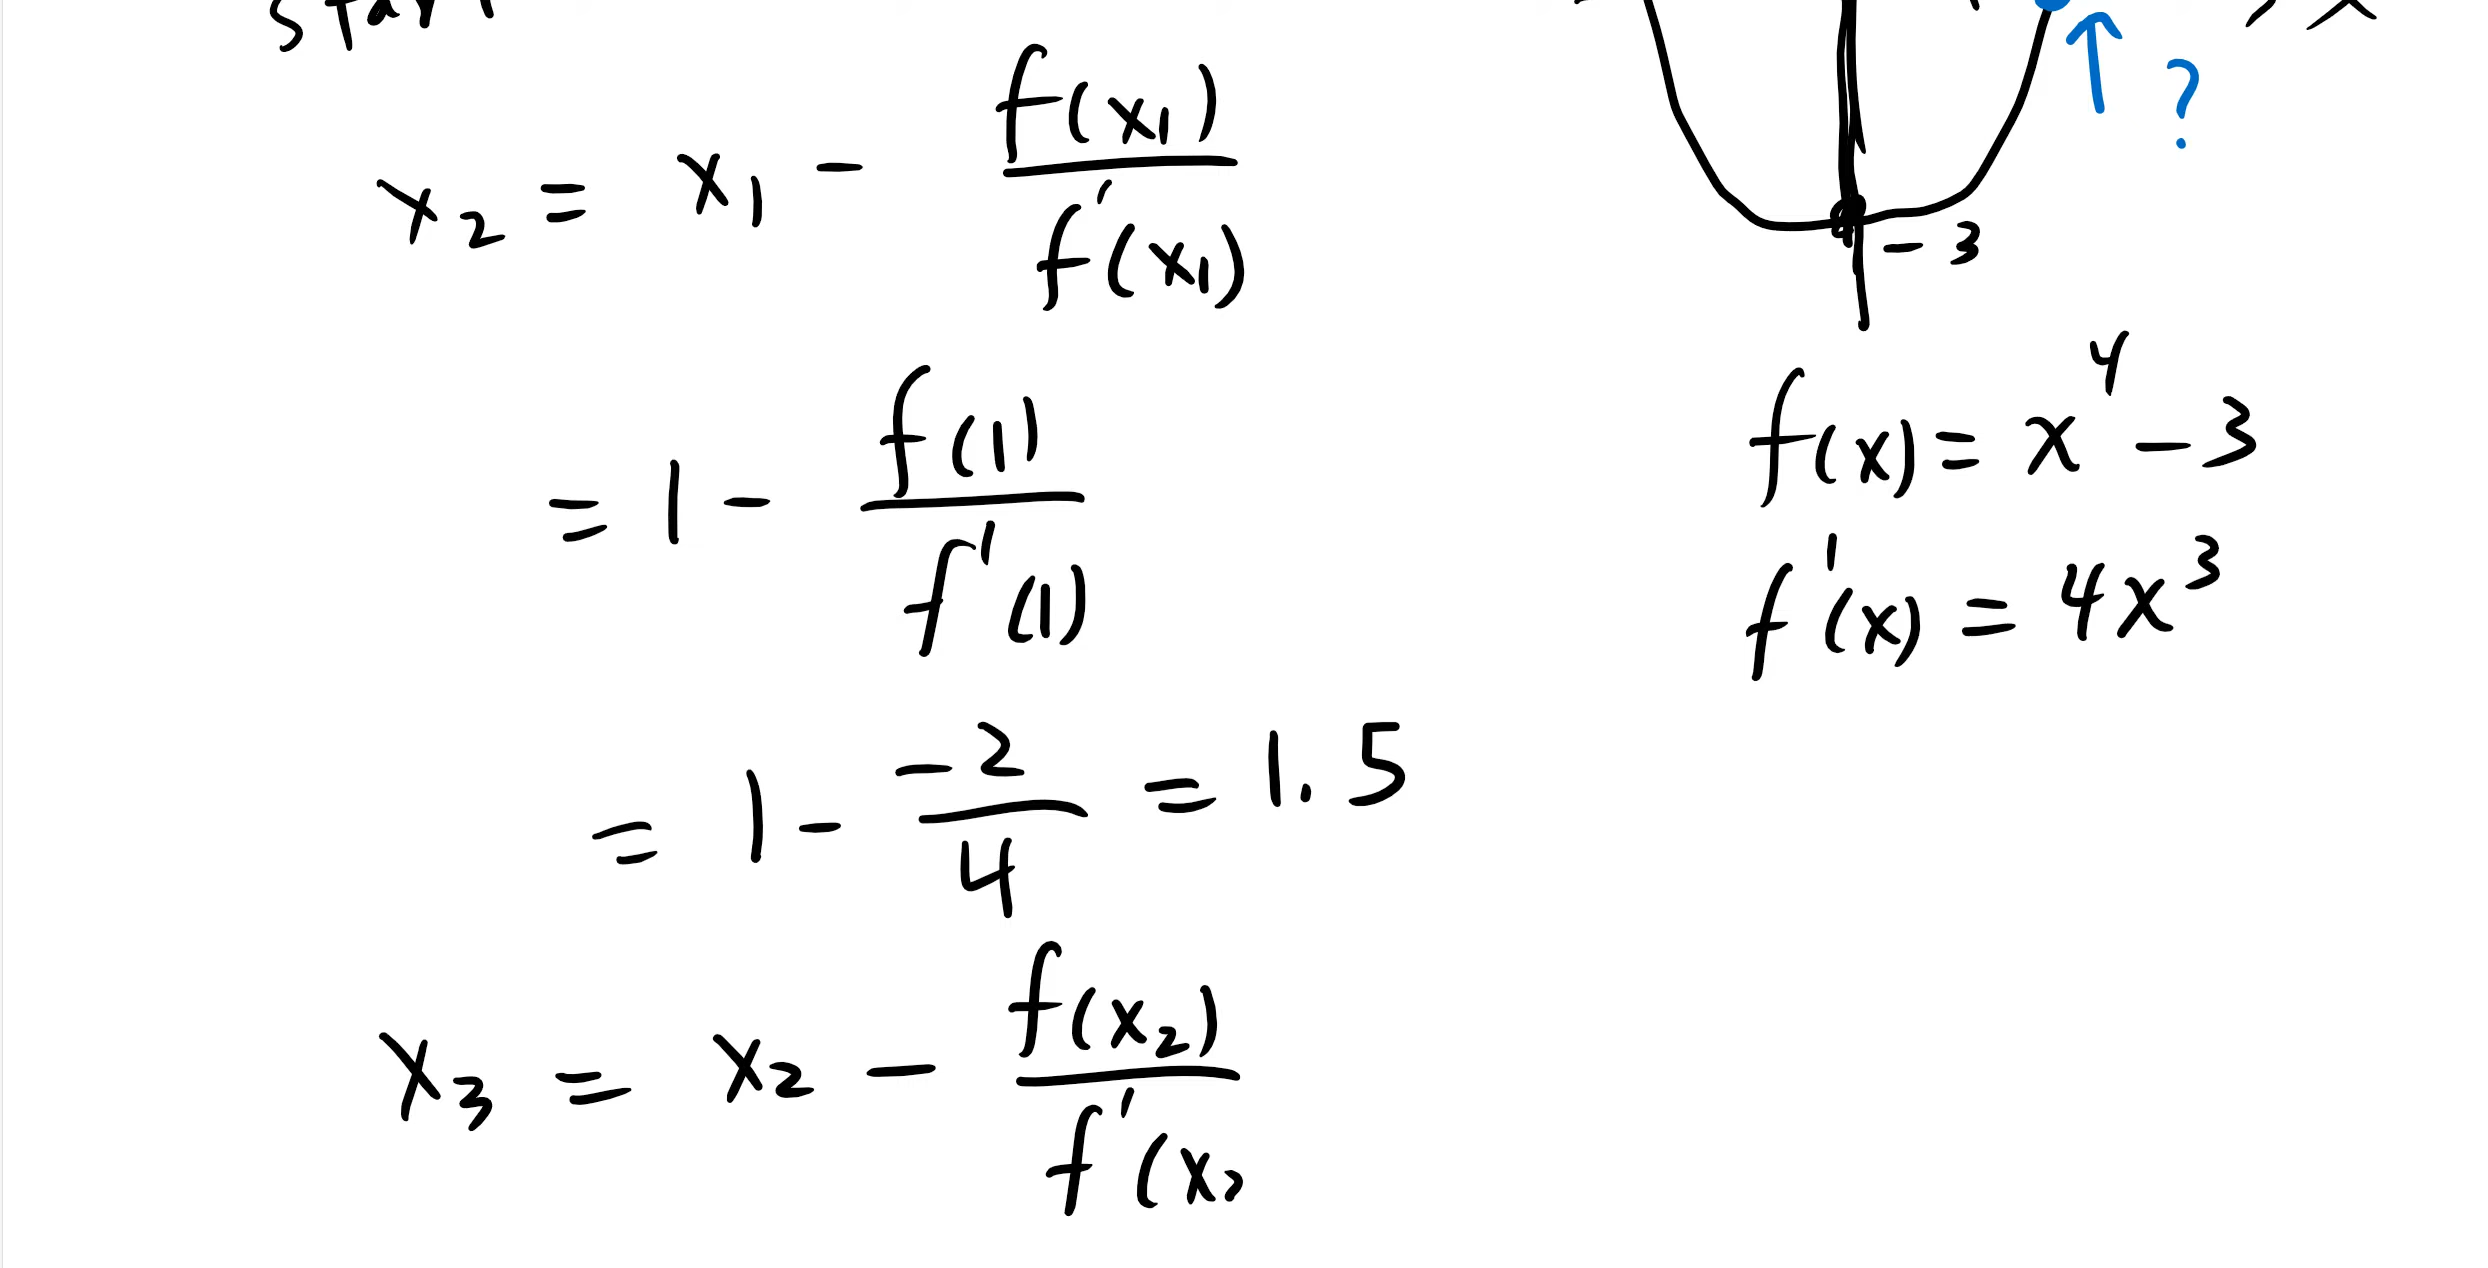 start
x₂ = x₁ - f(x₁) / f'(x₁)
= 1 - f(1) / f'(1)
= 1 - -2 / 4 = 1.5
x₃ = x₂ - f(x₂) / f'(x₂
?
-3
f(x) = x⁴ - 3
f'(x) = 4x³